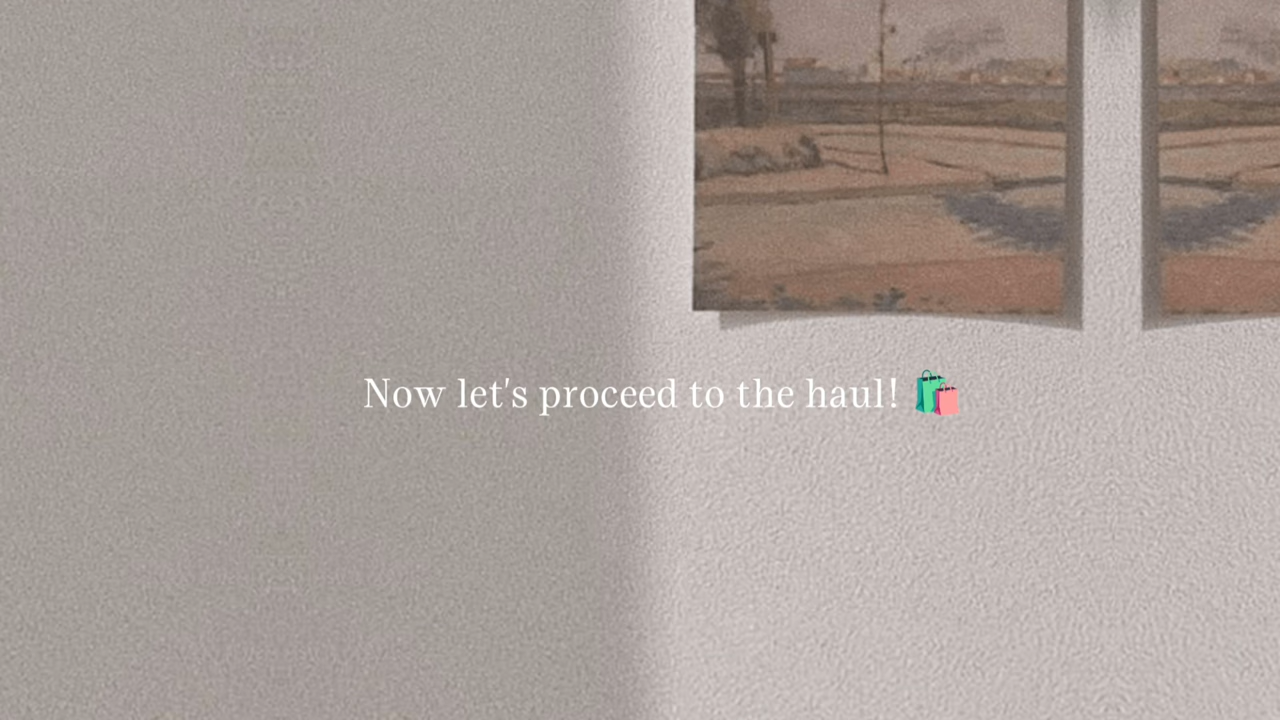 Now let's proceed to the haul! 🛍️